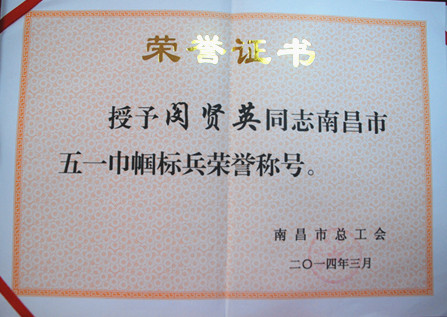 荣誉证书
授予闵贤英同志南昌市
五一巾帼标兵荣誉称号。
南昌市总工会
二〇一四年三月